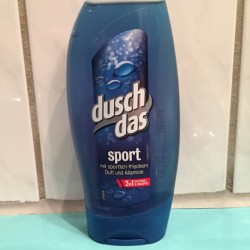 dusch
das
sport
mit sportlich-frischem
Duft und Allantoin
2in1